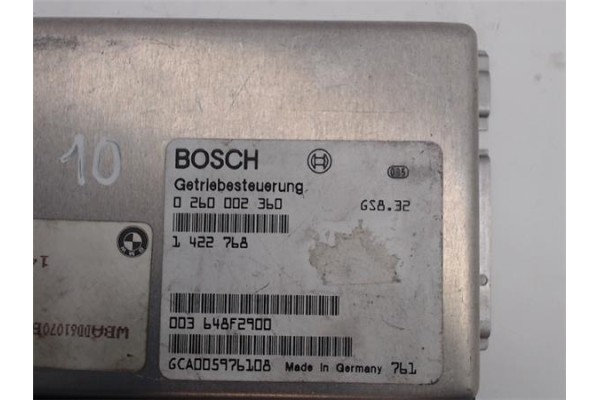 10
BOSCH
Getriebesteuerung
0 260 002 360 GS8.32
1 422 768
003 648F2900
GCA005976108 Made in Germany 761
BMW